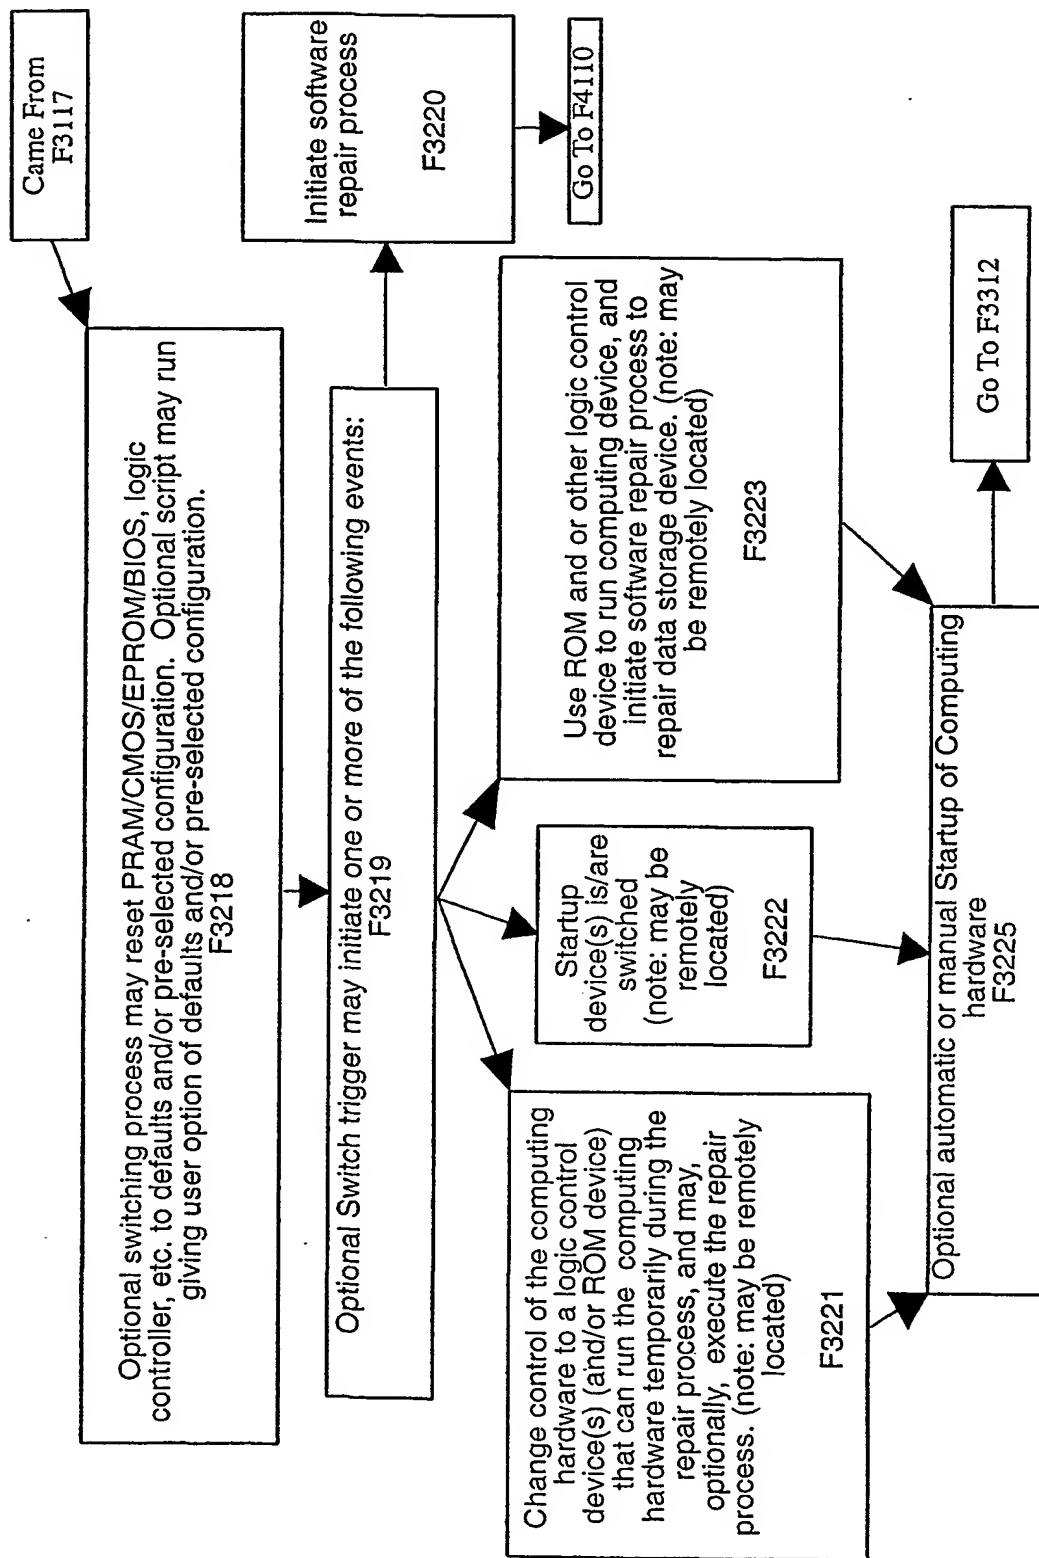 Came From
F3117
Optional switching process may reset PRAM/CMOS/EPROM/BIOS, logic
controller, etc. to defaults and/or pre-selected configuration. Optional script may run
giving user option of defaults and/or pre-selected configuration.
F3218
Optional Switch trigger may initiate one or more of the following events:
F3219
Initiate software
repair process
F3220
Go To F4110
Change control of the computing
hardware to a logic control
device(s) (and/or ROM device)
that can run the computing
hardware temporarily during the
repair process, and may,
optionally, execute the repair
process. (note: may be remotely
located)
F3221
Startup
device(s) is/are
switched
(note: may be
remotely
located)
F3222
Use ROM and or other logic control
device to run computing device, and
initiate software repair process to
repair data storage device. (note: may
be remotely located)
F3223
Optional automatic or manual Startup of Computing
hardware
F3225
Go To F3312